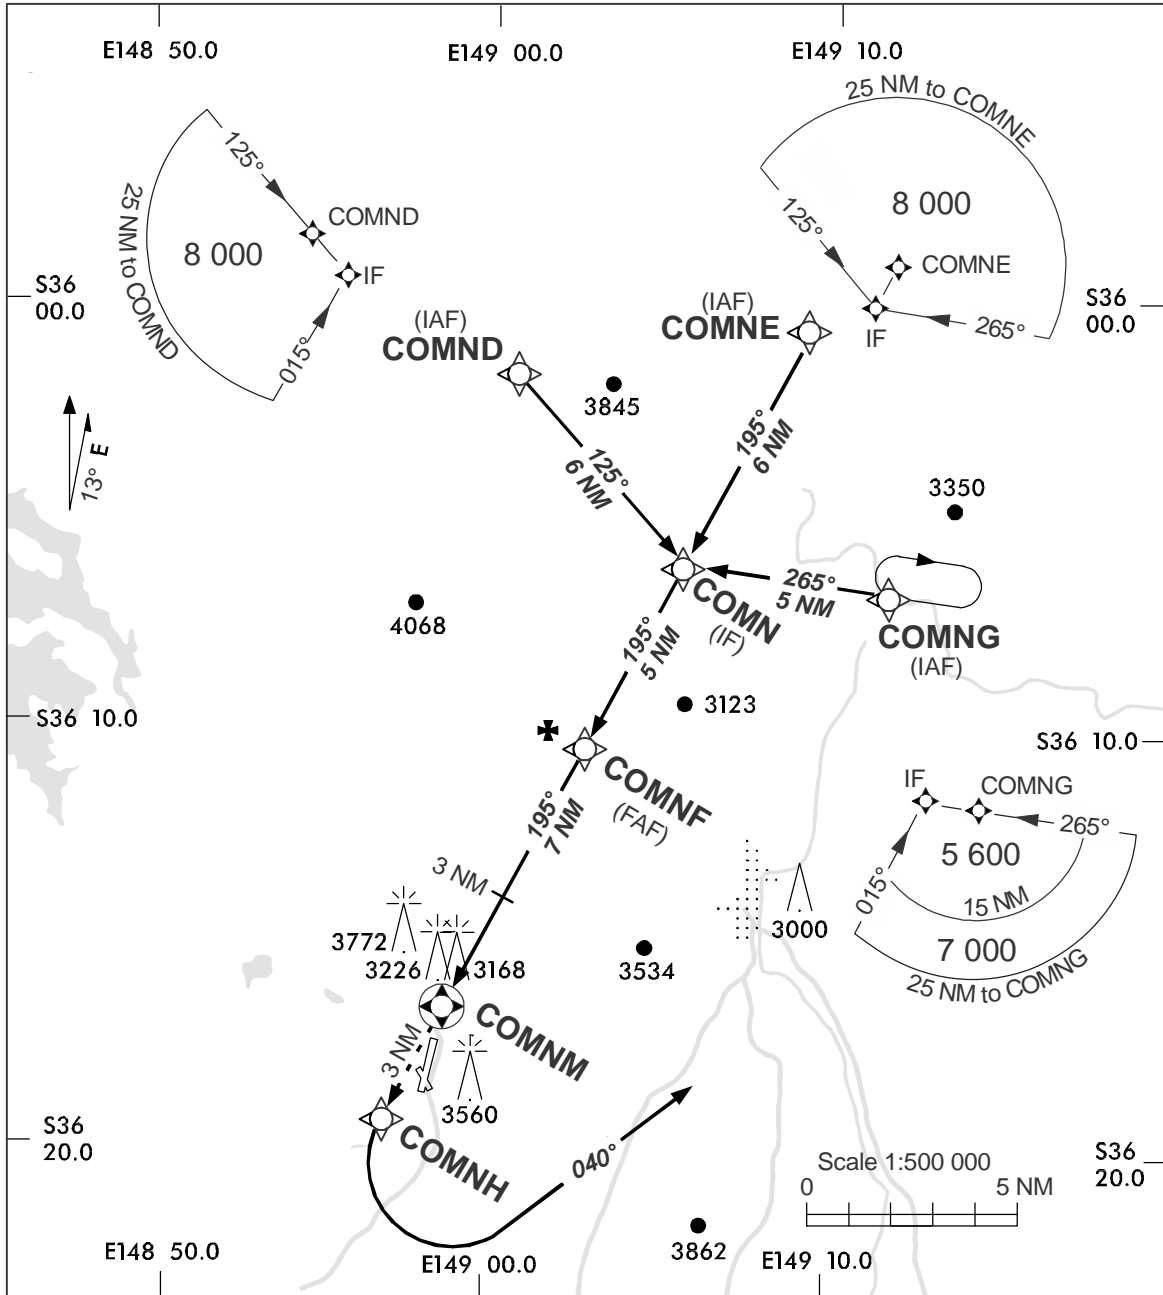 E148 50.0
E149 00.0
E149 10.0
125°
COMND
8 000
IF
015°
25 NM to COMND
25 NM to COMNE
8 000
125°
COMNE
IF
265°
S36
00.0
S36
00.0
(IAF)
COMND
(IAF)
COMNE
3845
125°
6 NM
195°
6 NM
13° E
3350
265°
5 NM
COMN
(IF)
COMNG
(IAF)
4068
195°
5 NM
3123
S36 10.0
S36 10.0
COMNF
(FAF)
195°
7 NM
IF
COMNG
265°
5 600
015°
15 NM
7 000
25 NM to COMNG
3 NM
3772
3226
3168
3534
3000
COMNM
3 NM
3560
S36
20.0
COMNH
040°
S36
20.0
Scale 1:500 000
0
5 NM
3862
E148 50.0
E149 00.0
E149 10.0